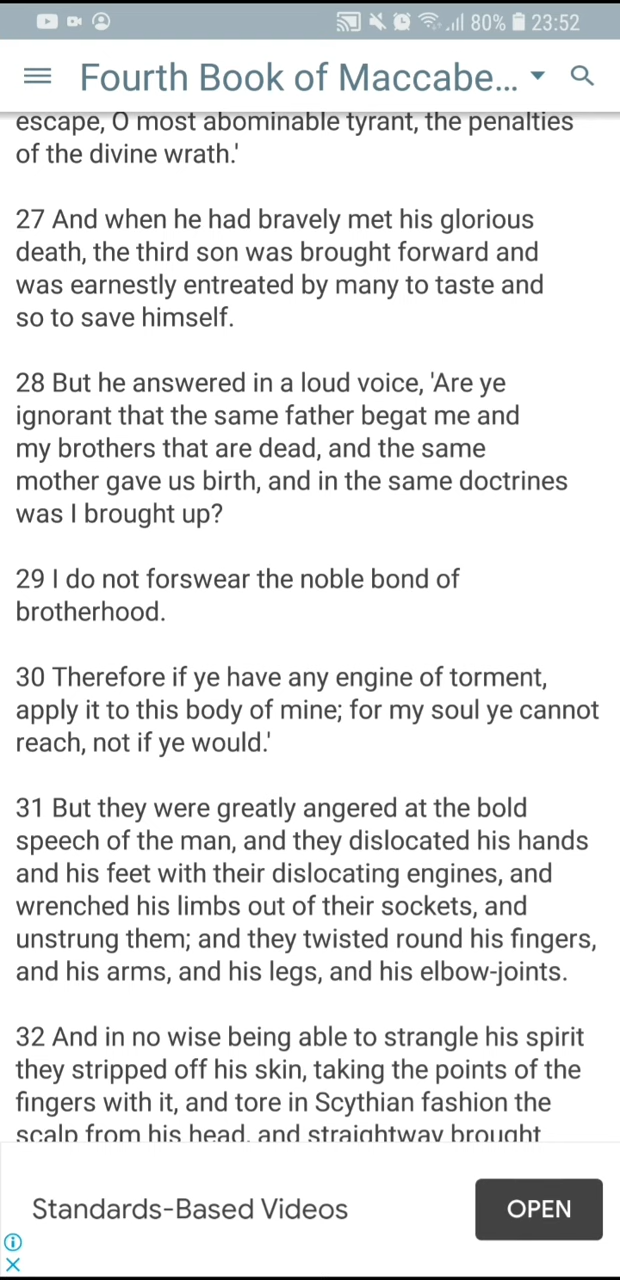 80% 23:52
Fourth Book of Maccabe...
escape, O most abominable tyrant, the penalties
of the divine wrath.'
27 And when he had bravely met his glorious
death, the third son was brought forward and
was earnestly entreated by many to taste and
so to save himself.
28 But he answered in a loud voice, 'Are ye
ignorant that the same father begat me and
my brothers that are dead, and the same
mother gave us birth, and in the same doctrines
was I brought up?
29 I do not forswear the noble bond of
brotherhood.
30 Therefore if ye have any engine of torment,
apply it to this body of mine; for my soul ye cannot
reach, not if ye would.'
31 But they were greatly angered at the bold
speech of the man, and they dislocated his hands
and his feet with their dislocating engines, and
wrenched his limbs out of their sockets, and
unstrung them; and they twisted round his fingers,
and his arms, and his legs, and his elbow-joints.
32 And in no wise being able to strangle his spirit
they stripped off his skin, taking the points of the
fingers with it, and tore in Scythian fashion the
scalp from his head, and straightway brought
Standards-Based Videos
OPEN